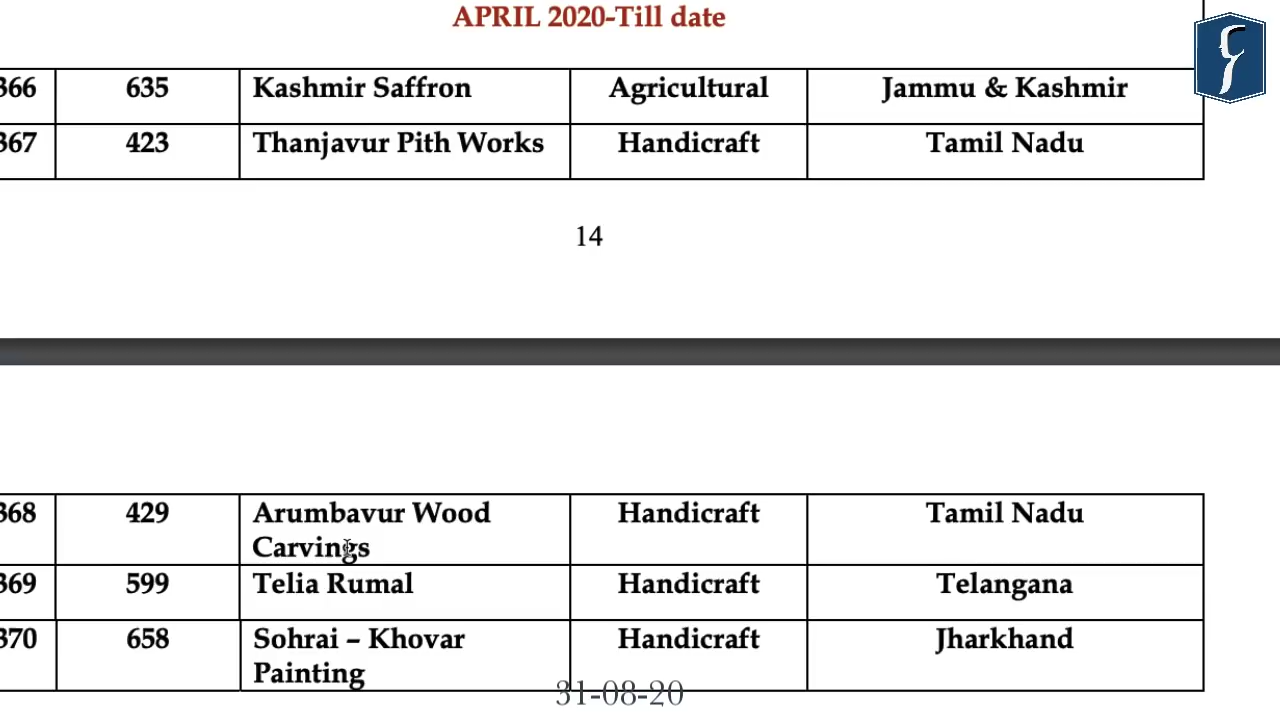 APRIL 2020-Till date
366 635 Kashmir Saffron Agricultural Jammu & Kashmir
367 423 Thanjavur Pith Works Handicraft Tamil Nadu
14
368 429 Arumbavur Wood Handicraft Tamil Nadu
Carvings
369 599 Telia Rumal Handicraft Telangana
370 658 Sohrai – Khovar Handicraft Jharkhand
Painting
31-08-20